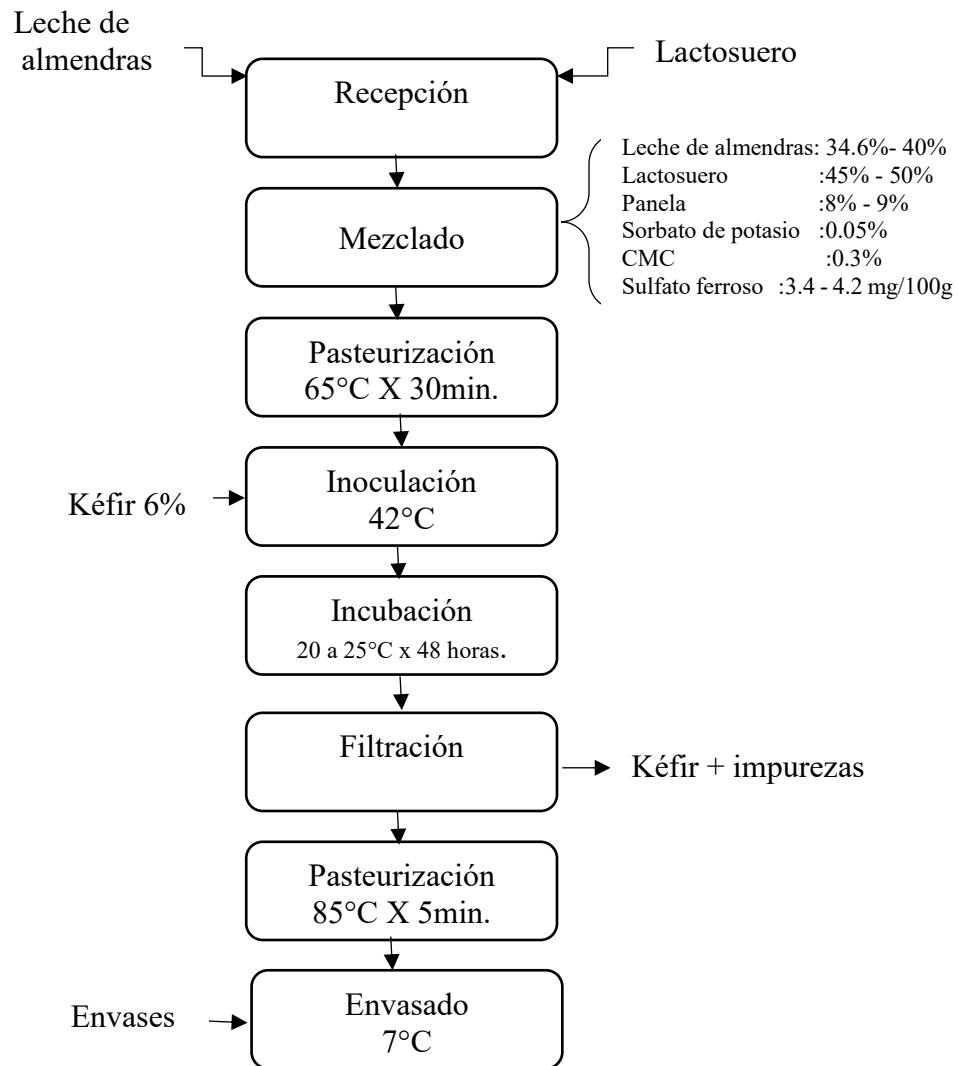 Leche de
almendras
Lactosuero
Recepción
Mezclado
Leche de almendras: 34.6%- 40%
Lactosuero :45% - 50%
Panela :8% - 9%
Sorbato de potasio :0.05%
CMC :0.3%
Sulfato ferroso :3.4 - 4.2 mg/100g
Pasteurización
65°C X 30min.
Kéfir 6%
Inoculación
42°C
Incubación
20 a 25°C x 48 horas.
Filtración
Kéfir + impurezas
Pasteurización
85°C X 5min.
Envases
Envasado
7°C